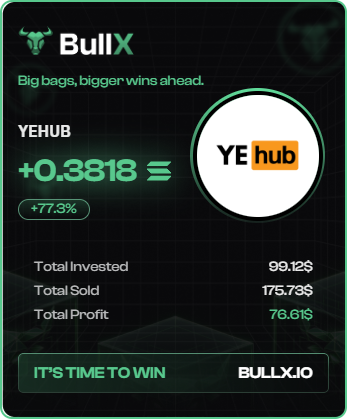 BullX
Big bags, bigger wins ahead.
YEHUB
+0.3818
+77.3%
YE hub
Total Invested 99.12$
Total Sold 175.73$
Total Profit 76.61$
IT'S TIME TO WIN BULLX.IO